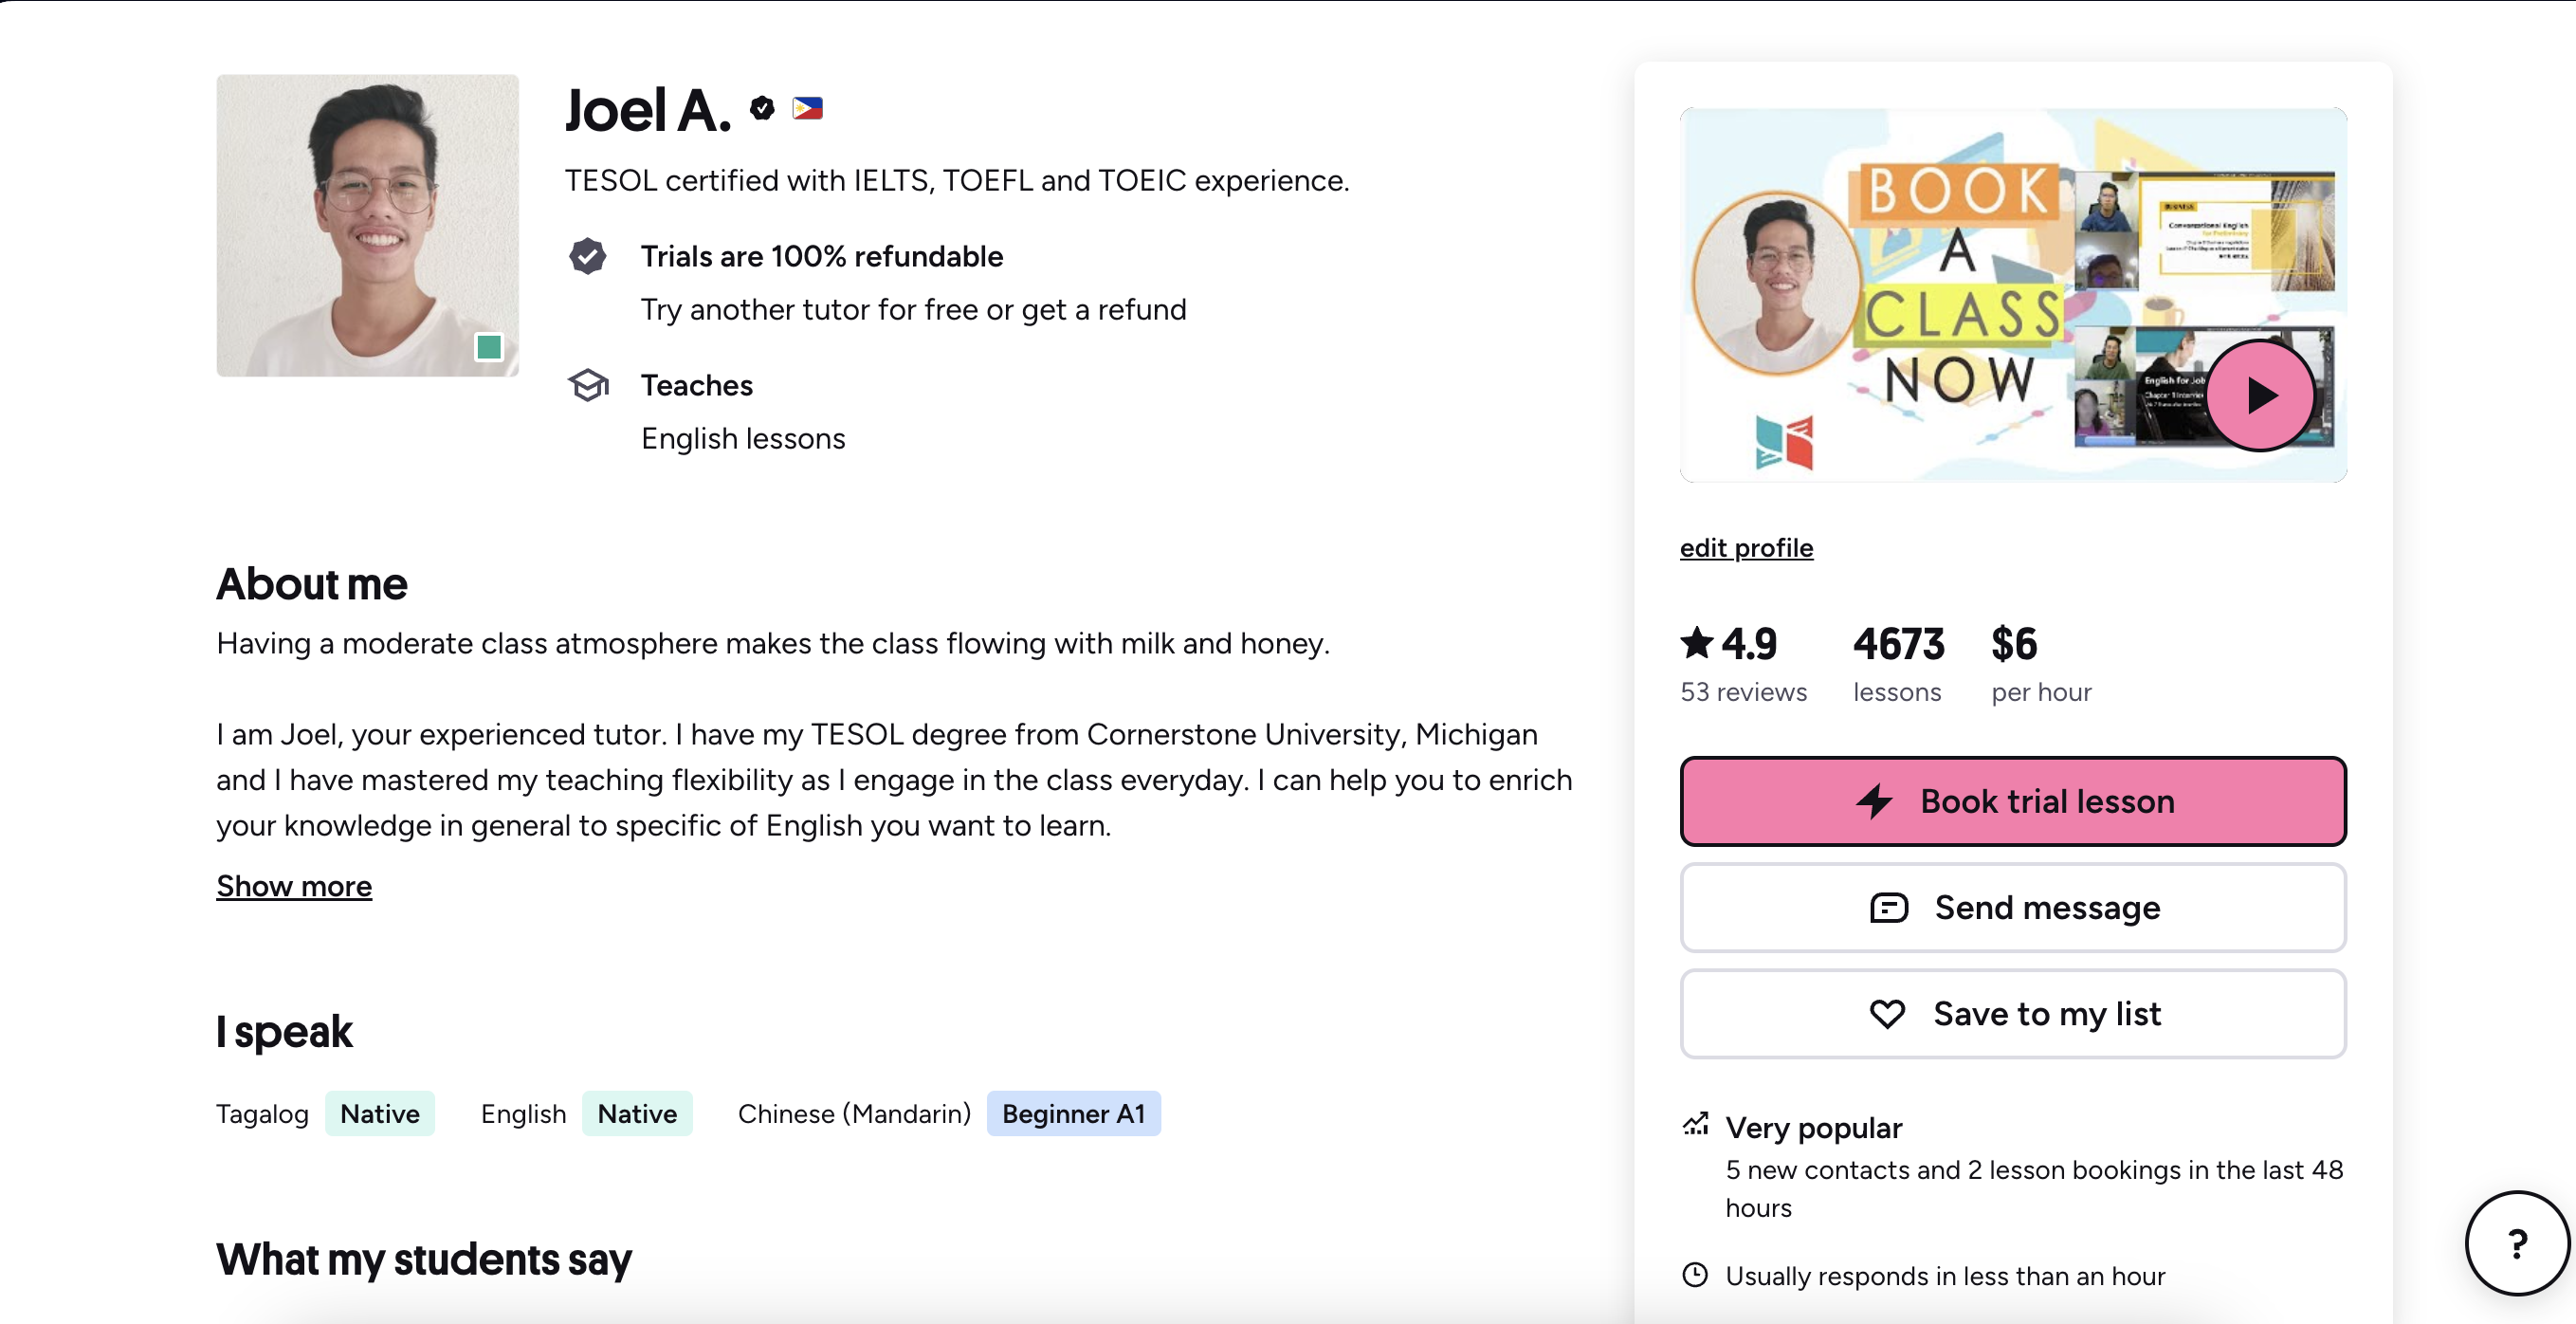 Joel A.
TESOL certified with IELTS, TOEFL and TOEIC experience.
Trials are 100% refundable
Try another tutor for free or get a refund
Teaches
English lessons
About me
Having a moderate class atmosphere makes the class flowing with milk and honey.
I am Joel, your experienced tutor. I have my TESOL degree from Cornerstone University, Michigan
and I have mastered my teaching flexibility as I engage in the class everyday. I can help you to enrich
your knowledge in general to specific of English you want to learn.
Show more
I speak
Tagalog Native English Native Chinese (Mandarin) Beginner A1
What my students say
BOOK
A
CLASS
NOW
BUSINESS
Conversational English
English for Job
edit profile
4.9 4673 $6
53 reviews lessons per hour
Book trial lesson
Send message
Save to my list
Very popular
5 new contacts and 2 lesson bookings in the last 48
hours
Usually responds in less than an hour
?